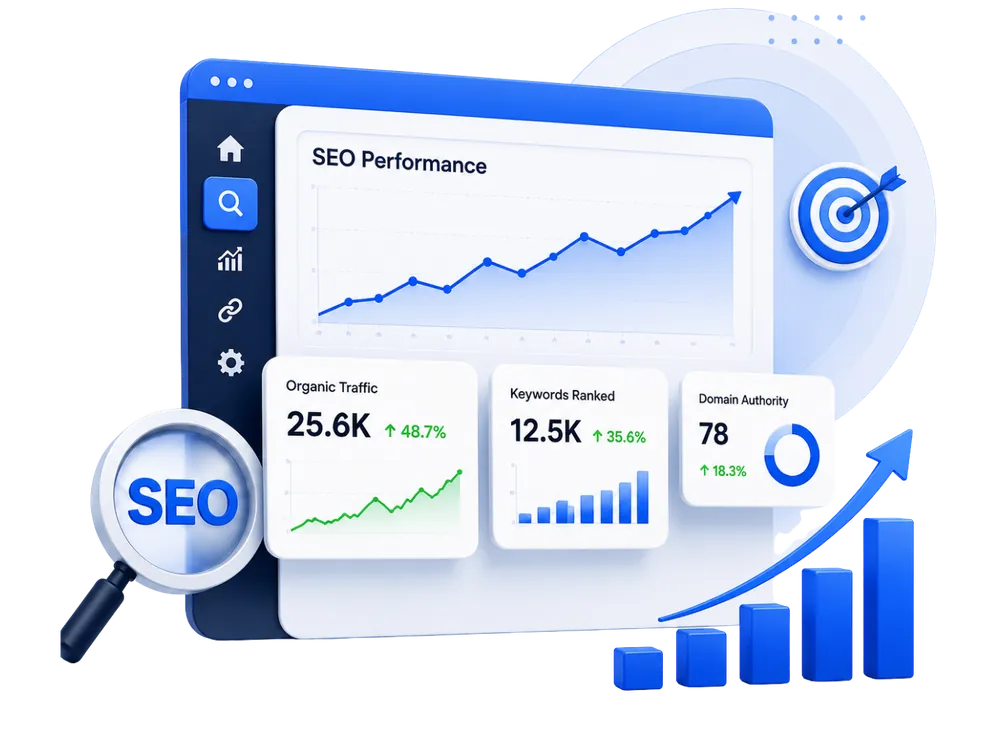 SEO Performance
Organic Traffic
25.6K ↑ 48.7%
Keywords Ranked
12.5K ↑ 35.6%
Domain Authority
78
↑ 18.3%
SEO